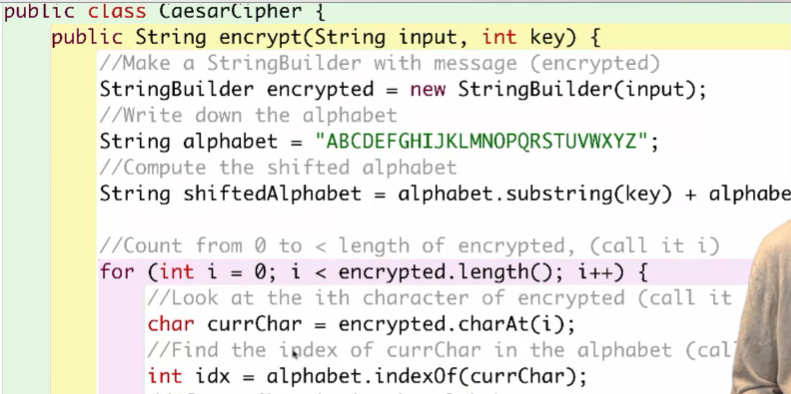 public class CaesarCipher {
public String encrypt(String input, int key) {
//Make a StringBuilder with message (encrypted)
StringBuilder encrypted = new StringBuilder(input);
//Write down the alphabet
String alphabet = "ABCDEFGHIJKLMNOPQRSTUVWXYZ";
//Compute the shifted alphabet
String shiftedAlphabet = alphabet.substring(key) + alphabe
//Count from 0 to < length of encrypted, (call it i)
for (int i = 0; i < encrypted.length(); i++) {
//Look at the ith character of encrypted (call it
char currChar = encrypted.charAt(i);
//Find the index of currChar in the alphabet (cal
int idx = alphabet.indexOf(currChar);